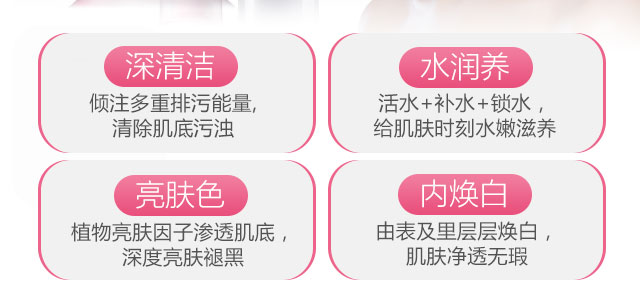 深清洁
倾注多重排污能量,
清除肌底污浊
水润养
活水+补水+锁水，
给肌肤时刻水嫩滋养
亮肤色
植物亮肤因子渗透肌底，
深度亮肤褪黑
内焕白
由表及里层层焕白，
肌肤净透无瑕